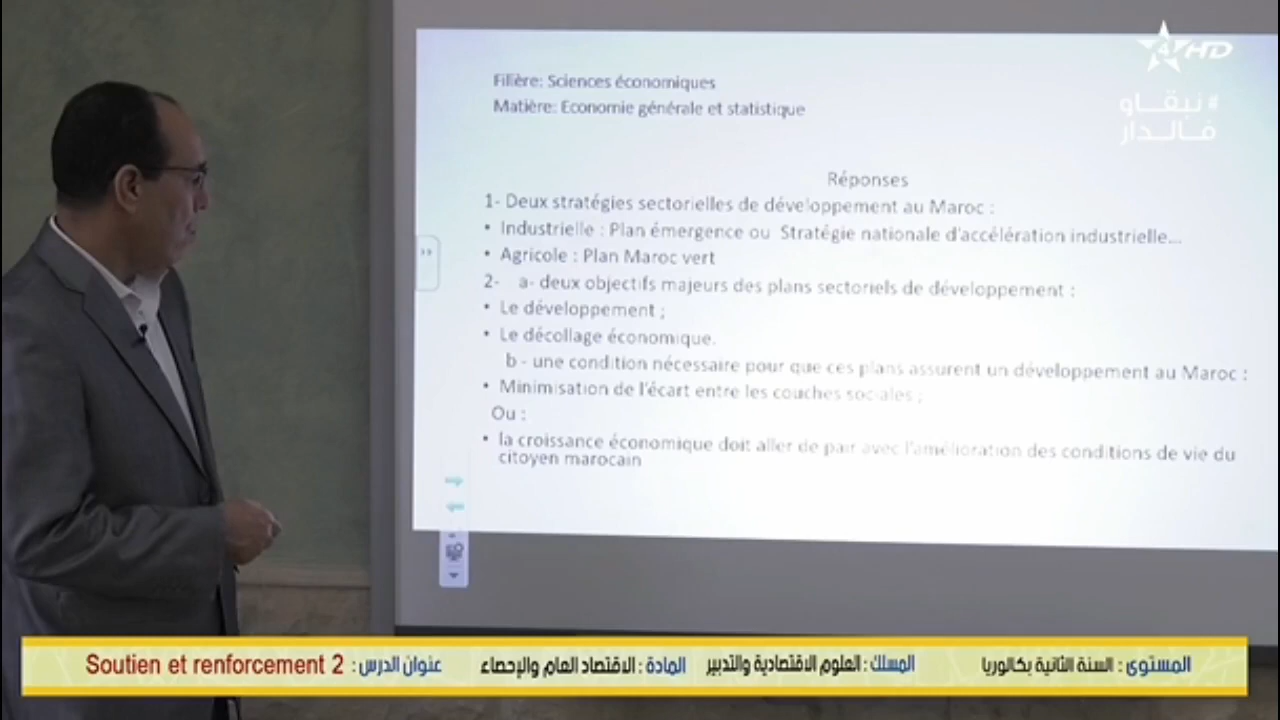 4 HD
# نبقاو
فالدار
Filière: Sciences économiques
Matière: Economie générale et statistique
Réponses
1- Deux stratégies sectorielles de développement au Maroc :
• Industrielle : Plan émergence ou Stratégie nationale d'accélération industrielle...
• Agricole : Plan Maroc vert
2- a- deux objectifs majeurs des plans sectoriels de développement :
• Le développement ;
• Le décollage économique.
b - une condition nécessaire pour que ces plans assurent un développement au Maroc :
• Minimisation de l'écart entre les couches sociales ;
Ou :
• la croissance économique doit aller de pair avec l'amélioration des conditions de vie du
citoyen marocain
المستوى : السنة الثانية بكالوريا المسلك : العلوم الاقتصادية والتدبير المادة : الاقتصاد العام والإحصاء عنوان الدرس : Soutien et renforcement 2